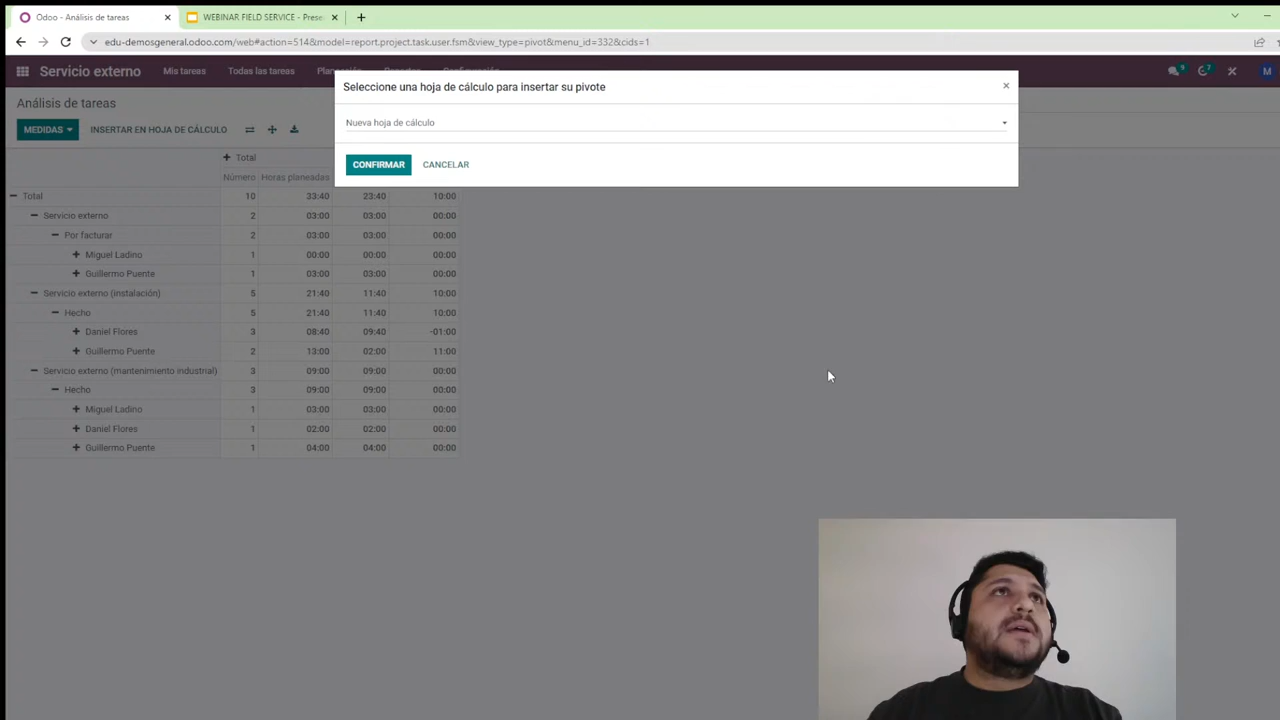 Odoo - Análisis de tareas
WEBINAR FIELD SERVICE - Prese
edu-demosgeneral.odoo.com/web#action=514&model=report.project.task.user.fsm&view_type=pivot&menu_id=332&cids=1
Servicio externo Mis tareas Todas las tareas Planeación Reportes Configuración 9 7 M
Seleccione una hoja de cálculo para insertar su pivote
Nueva hoja de cálculo
CONFIRMAR CANCELAR
Análisis de tareas
MEDIDAS INSERTAR EN HOJA DE CÁLCULO
Total
Número Horas planeadas
Total 10 33:40 23:40 10:00
Servicio externo 2 03:00 03:00 00:00
Por facturar 2 03:00 03:00 00:00
Miguel Ladino 1 00:00 00:00 00:00
Guillermo Puente 1 03:00 03:00 00:00
Servicio externo (instalación) 5 21:40 11:40 10:00
Hecho 5 21:40 11:40 10:00
Daniel Flores 3 08:40 09:40 -01:00
Guillermo Puente 2 13:00 02:00 11:00
Servicio externo (mantenimiento industrial) 3 09:00 09:00 00:00
Hecho 3 09:00 09:00 00:00
Miguel Ladino 1 03:00 03:00 00:00
Daniel Flores 1 02:00 02:00 00:00
Guillermo Puente 1 04:00 04:00 00:00